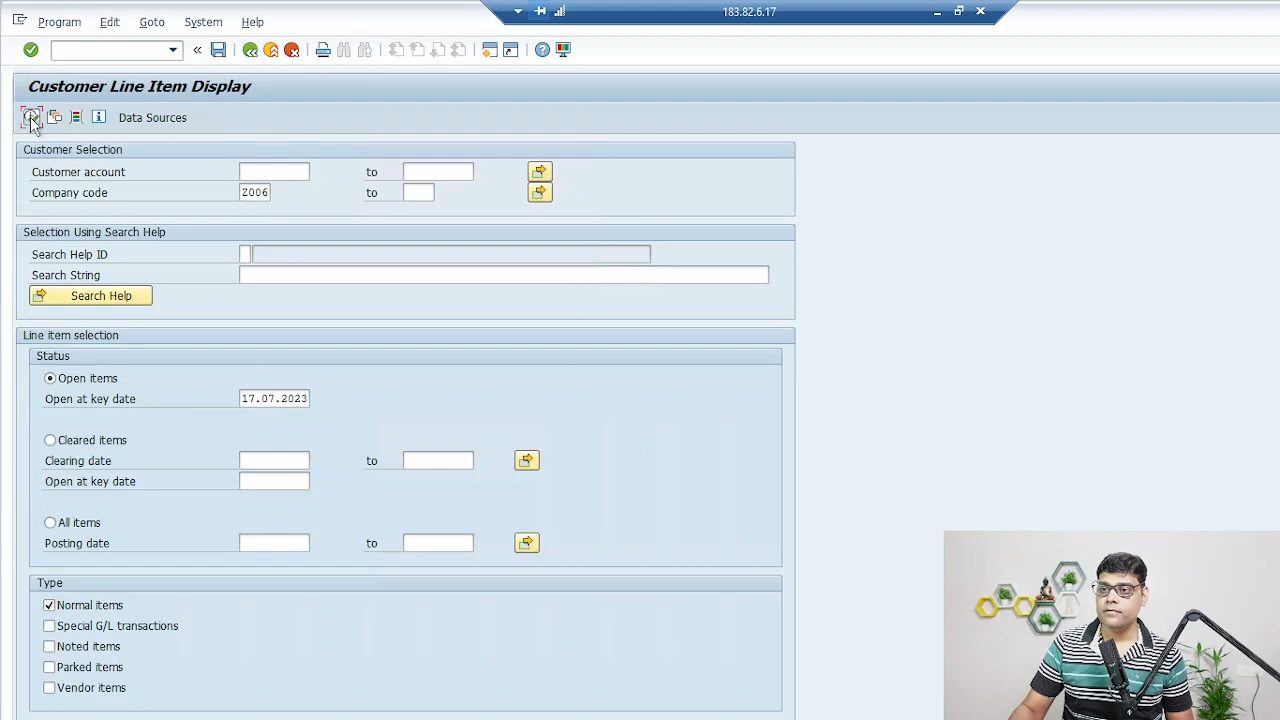 183.82.6.17
Program Edit Goto System Help
Customer Line Item Display
Data Sources
Customer Selection
Customer account to
Company code Z006 to
Selection Using Search Help
Search Help ID
Search String
Search Help
Line item selection
Status
Open items
Open at key date 17.07.2023
Cleared items
Clearing date to
Open at key date
All items
Posting date to
Type
Normal items
Special G/L transactions
Noted items
Parked items
Vendor items